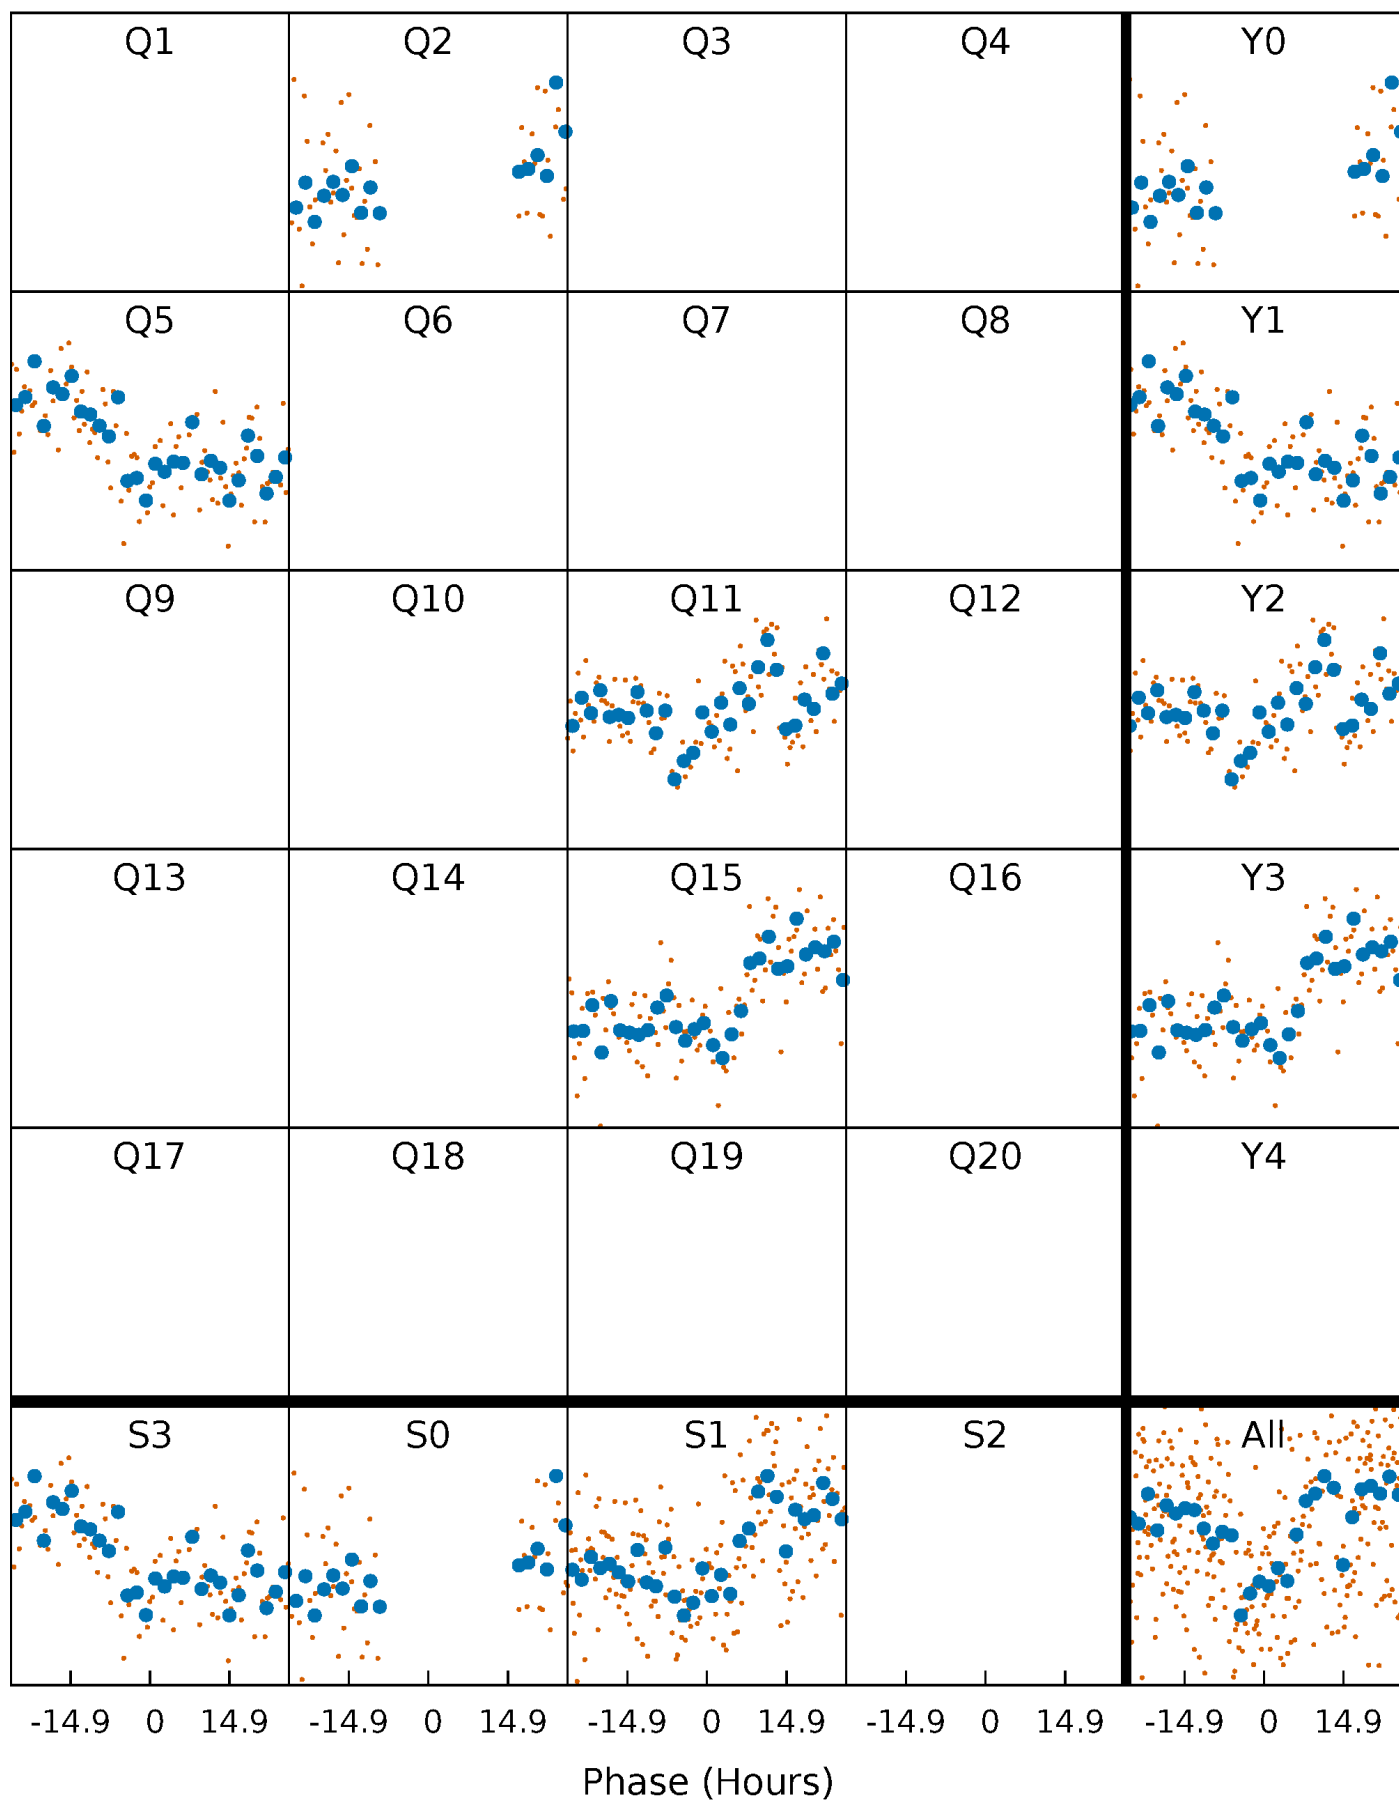 Q1 Q2 Q3 Q4 Y0
Q5 Q6 Q7 Q8 Y1
Q9 Q10 Q11 Q12 Y2
Q13 Q14 Q15 Q16 Y3
Q17 Q18 Q19 Q20 Y4
S3 S0 S1 S2 All
-14.9 0 14.9 -14.9 0 14.9 -14.9 0 14.9 -14.9 0 14.9 -14.9 0 14.9
Phase (Hours)